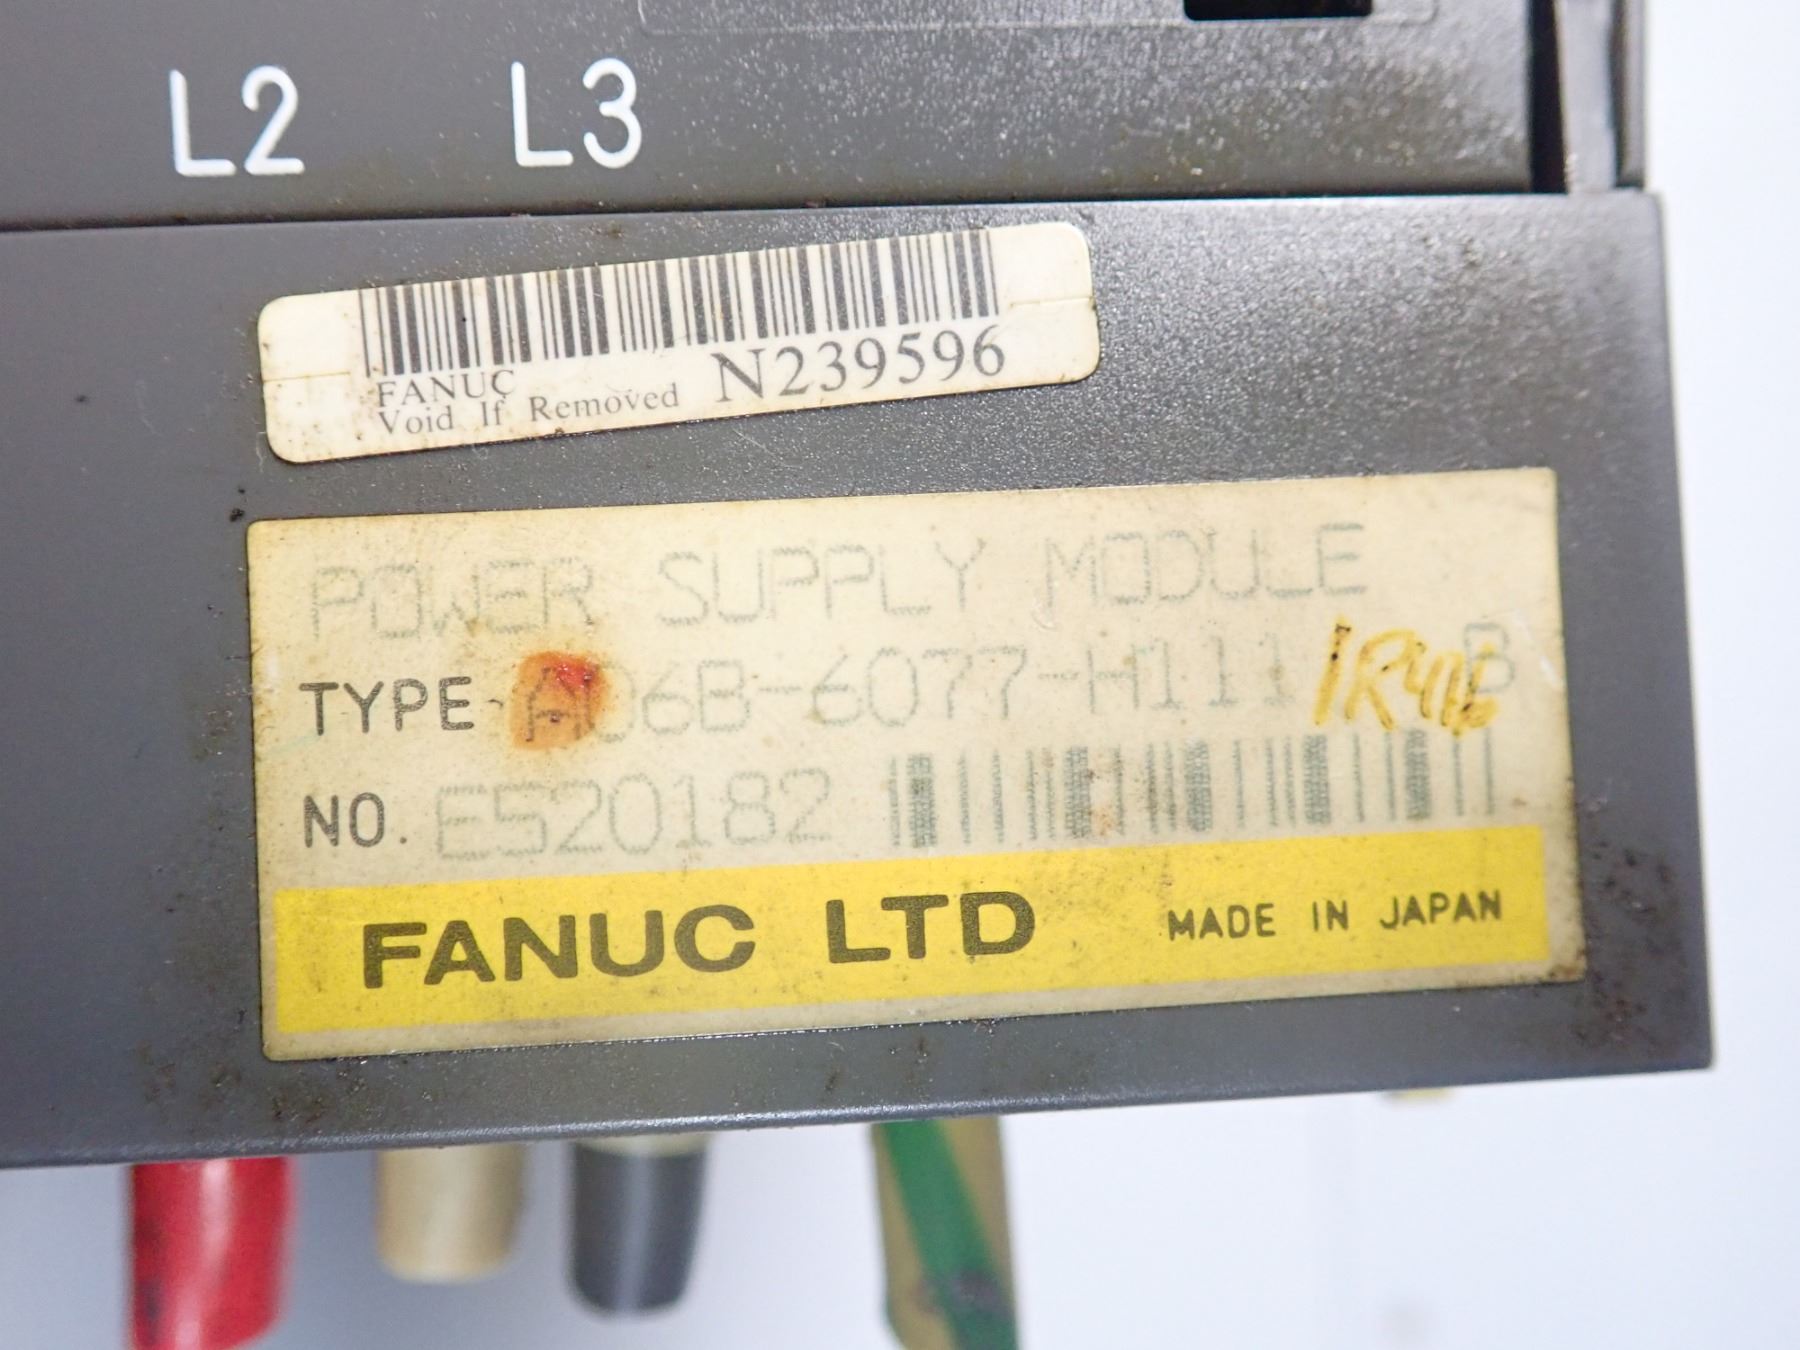 L2 L3
FANUC
Void If Removed N239596
POWER SUPPLY MODULE
TYPE A06B-6077-H111 B
NO. E520182
FANUC LTD MADE IN JAPAN